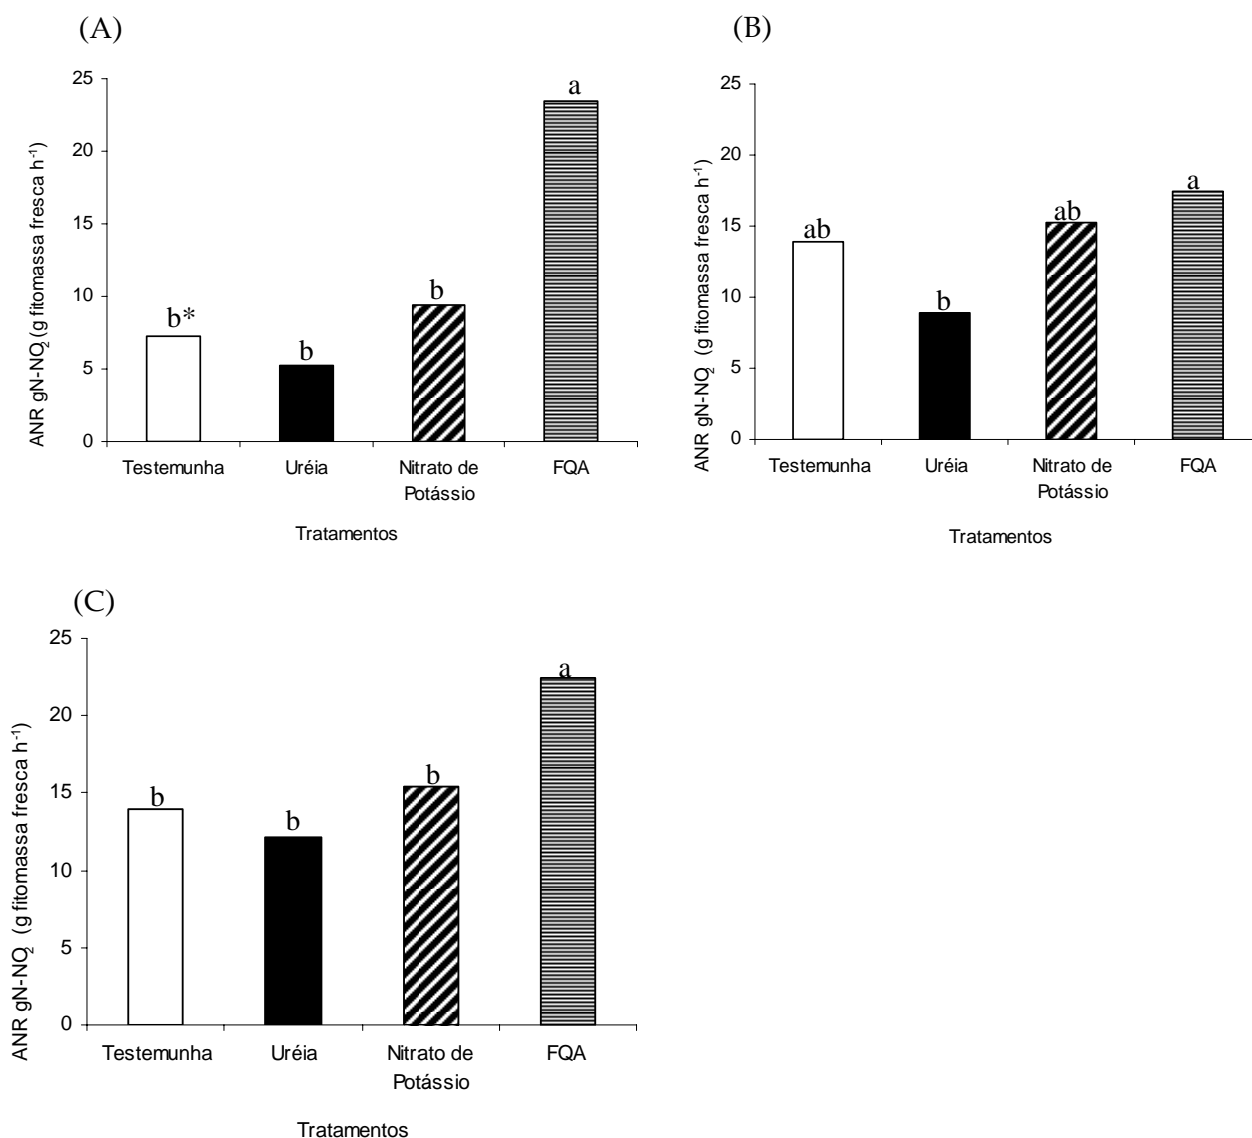 (A)
ANR gN-NO2 (g fitomassa fresca h-1)
25
20
15
10
5
0
b*
b
b
a
Testemunha Uréia Nitrato de Potássio FQA
Tratamentos
(B)
ANR gN-NO2 (g fitomassa fresca h-1)
25
20
15
10
5
0
ab
b
ab
a
Testemunha Uréia Nitrato de Potássio FQA
Tratamentos
(C)
ANR gN-NO2 (g fitomassa fresca h-1)
25
20
15
10
5
0
b
b
b
a
Testemunha Uréia Nitrato de Potássio FQA
Tratamentos